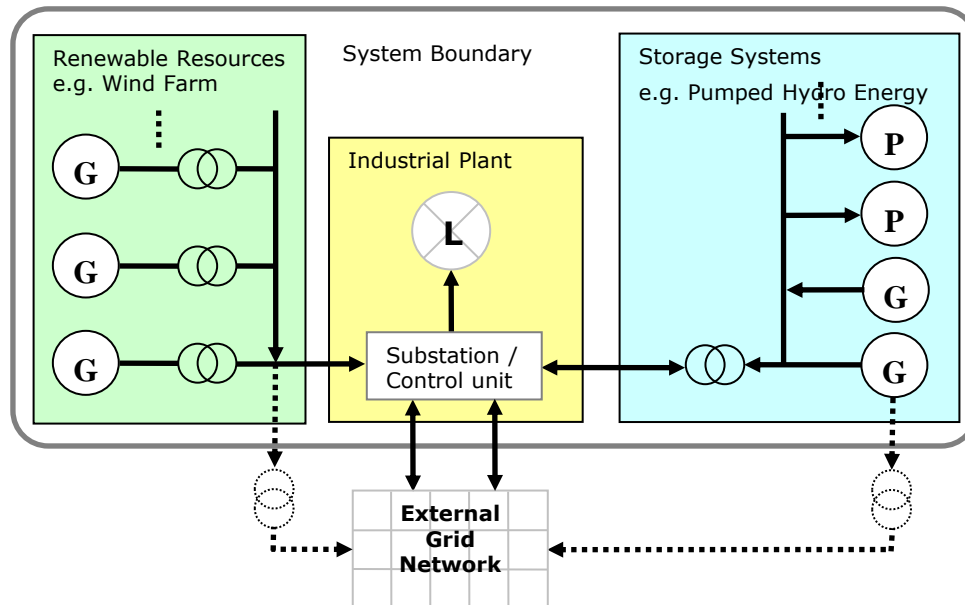 Renewable Resources
e.g. Wind Farm
System Boundary
Storage Systems
e.g. Pumped Hydro Energy
G
G
G
Industrial Plant
L
Substation /
Control unit
P
P
G
G
External
Grid
Network